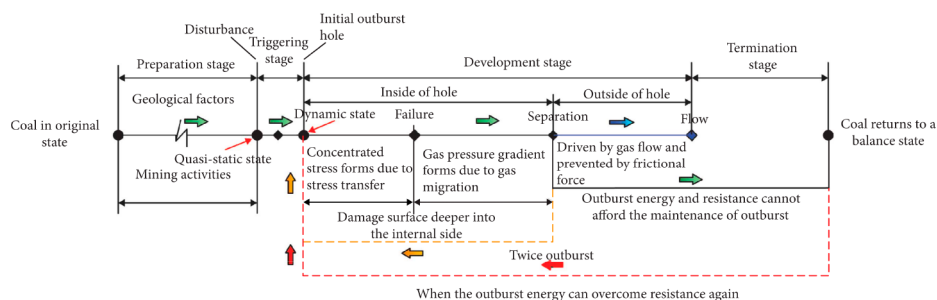 Disturbance
Initial outburst
hole
Triggering
stage
Preparation stage
Development stage
Termination
stage
Geological factors
Inside of hole
Outside of hole
Coal in original
state
Dynamic state
Failure
Separation
Flow
Coal returns to a
balance state
Quasi-static state
Mining activities
Concentrated
stress forms due to
stress transfer
Gas pressure gradient
forms due to gas
migration
Driven by gas flow and
prevented by frictional
force
Damage surface deeper into
the internal side
Outburst energy and resistance cannot
afford the maintenance of outburst
Twice outburst
When the outburst energy can overcome resistance again